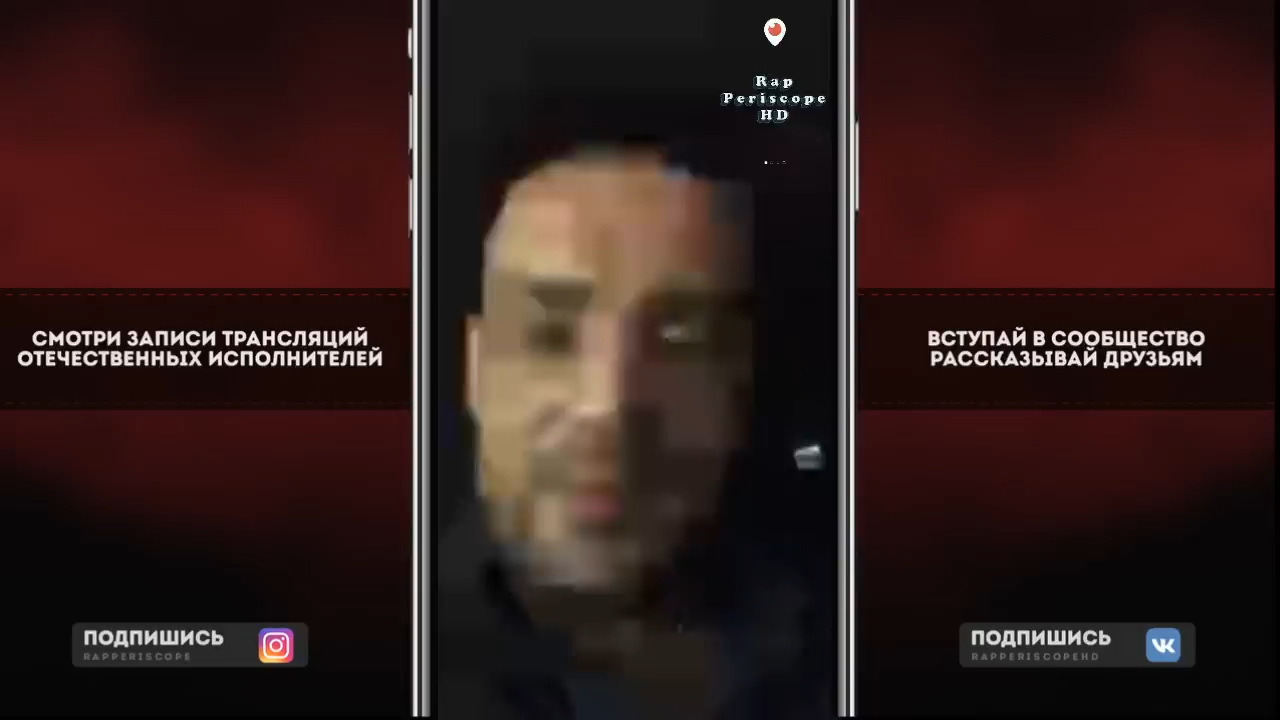 Rap
Periscope
HD
СМОТРИ ЗАПИСИ ТРАНСЛЯЦИЙ
ОТЕЧЕСТВЕННЫХ ИСПОЛНИТЕЛЕЙ
ВСТУПАЙ В СООБЩЕСТВО
РАССКАЗЫВАЙ ДРУЗЬЯМ
ПОДПИШИСЬ
RAPPERISCOPE
ПОДПИШИСЬ
RAPPERISCOPEHD